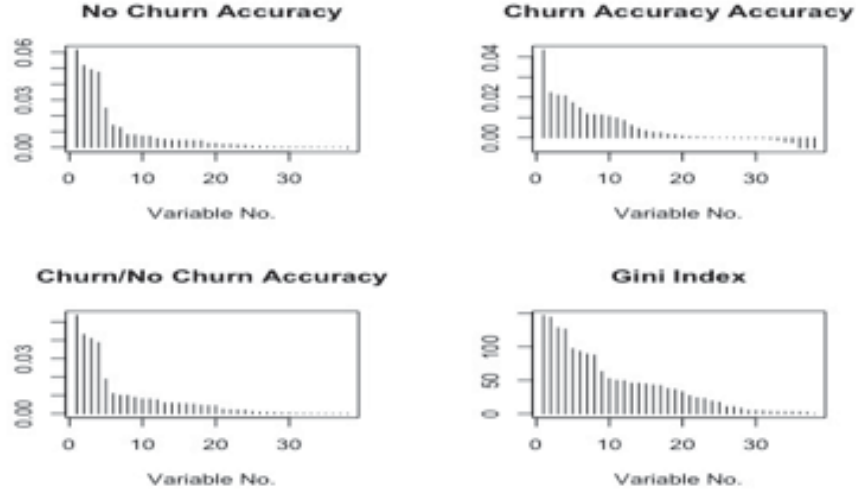 No Churn Accuracy
0.06
0.03
0.00
0 10 20 30
Variable No.
Churn Accuracy Accuracy
0.04
0.02
0.00
0 10 20 30
Variable No.
Churn/No Churn Accuracy
0.03
0.00
0 10 20 30
Variable No.
Gini Index
100
50
0
0 10 20 30
Variable No.